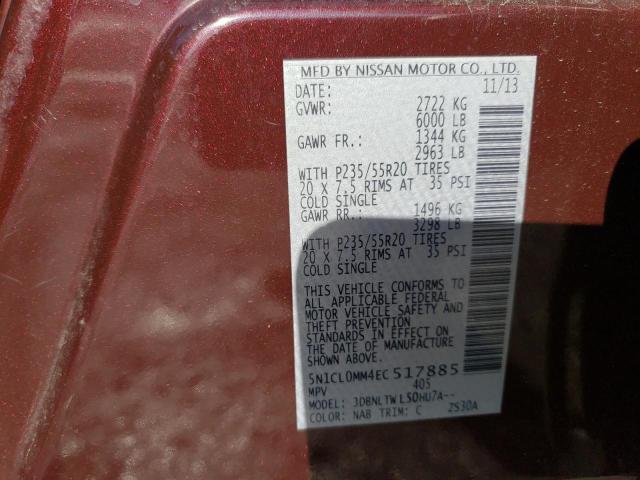 MFD BY NISSAN MOTOR CO., LTD.
DATE: 11/13
GVWR: 2722 KG
6000 LB
GAWR FR.: 1344 KG
2963 LB
WITH P235/55R20 TIRES
20 X 7.5 RIMS AT 35 PSI
COLD SINGLE
GAWR RR.: 1496 KG
3298 LB
WITH P235/55R20 TIRES
20 X 7.5 RIMS AT 35 PSI
COLD SINGLE
THIS VEHICLE CONFORMS TO
ALL APPLICABLE FEDERAL
MOTOR VEHICLE SAFETY AND
THEFT PREVENTION
STANDARDS IN EFFECT ON
THE DATE OF MANUFACTURE
SHOWN ABOVE.
5N1CL0MM4EC517885
MPV 405
MODEL: JDBNLTWL50HU7A--
COLOR: NAB TRIM: C ZS30A